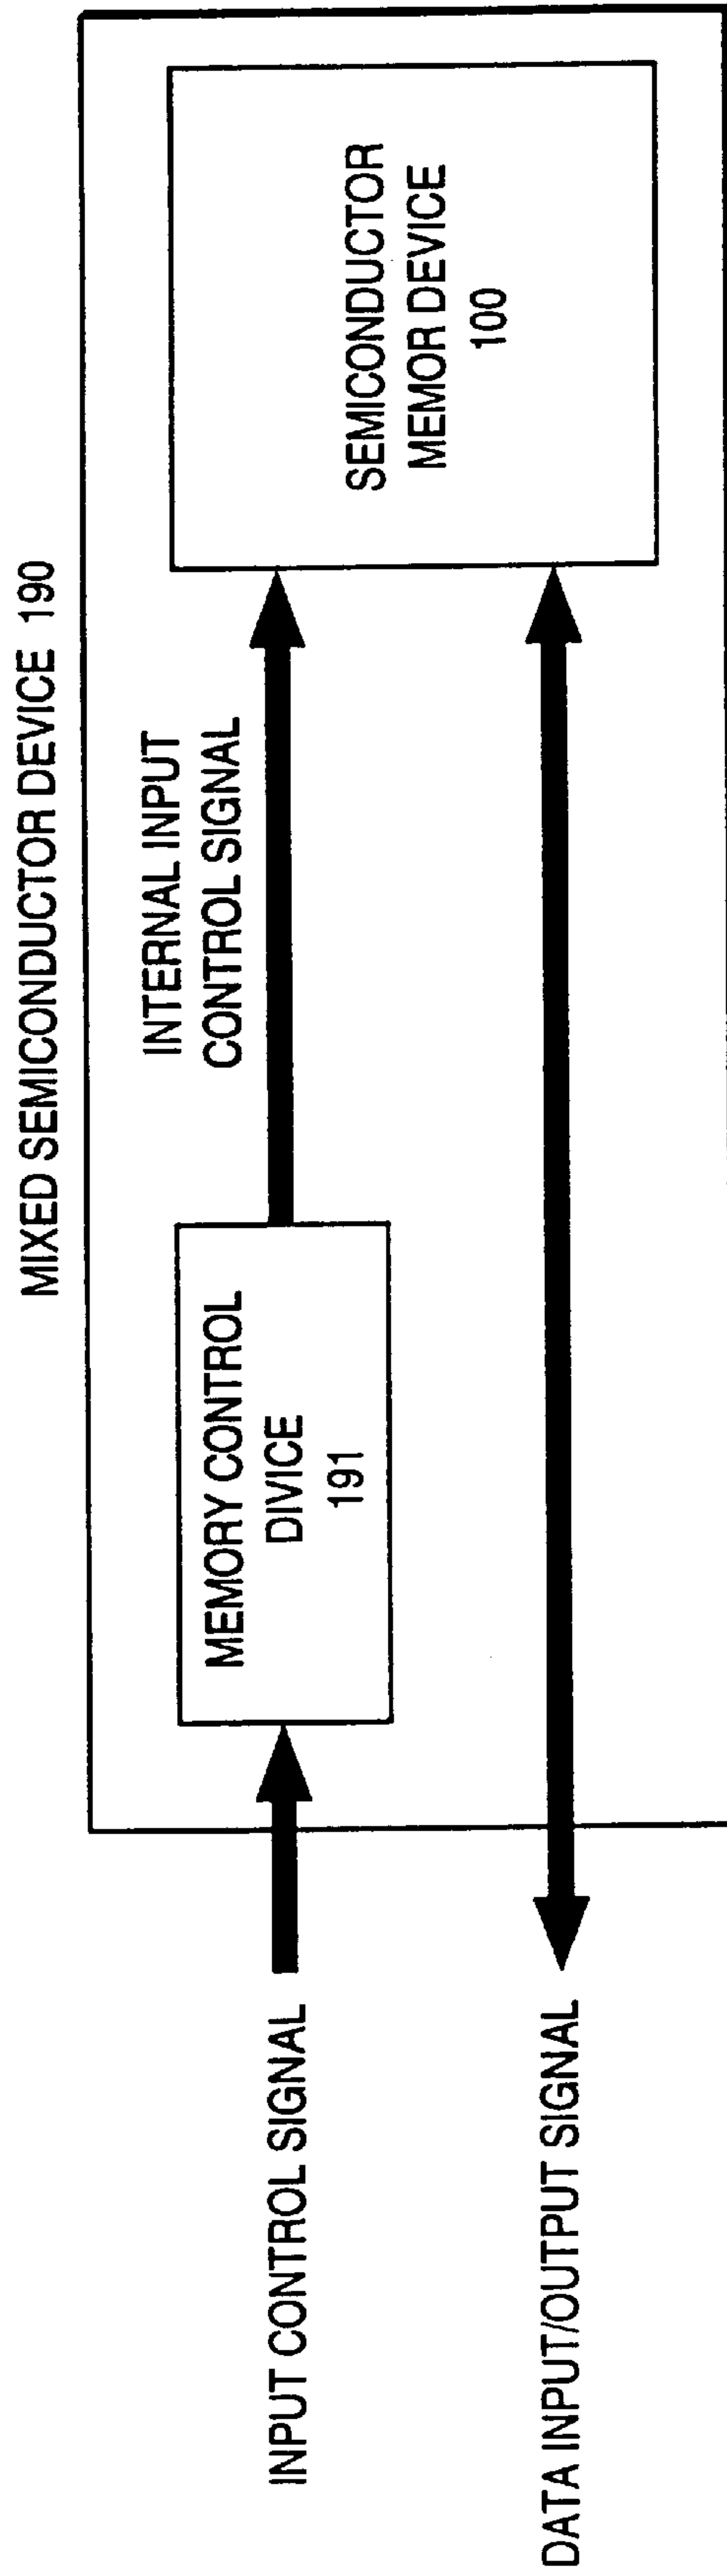 MIXED SEMICONDUCTOR DEVICE 190
INPUT CONTROL SIGNAL
MEMORY CONTROL
DIVICE
191
INTERNAL INPUT
CONTROL SIGNAL
SEMICONDUCTOR
MEMOR DEVICE
100
DATA INPUT/OUTPUT SIGNAL